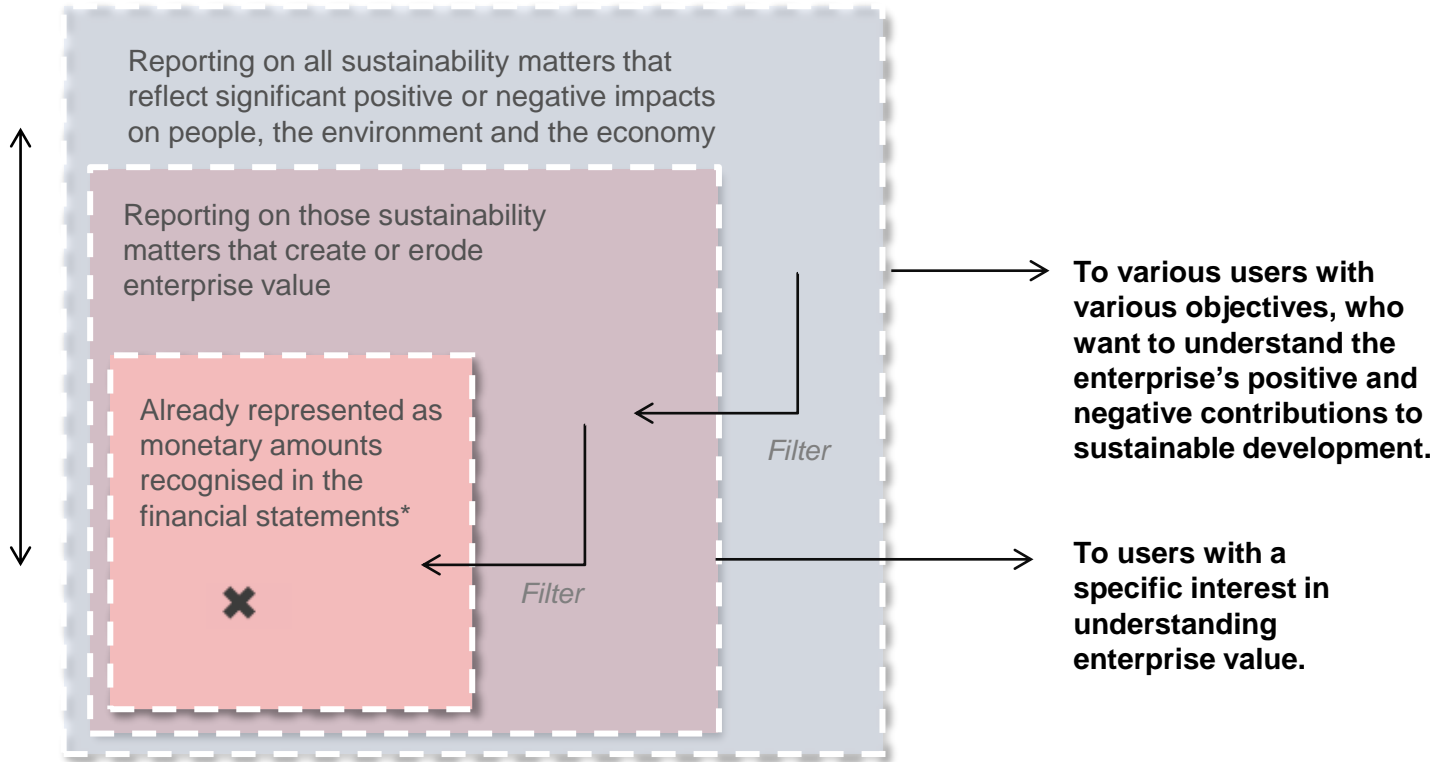 Reporting on all sustainability matters that
reflect significant positive or negative impacts
on people, the environment and the economy
Reporting on those sustainability
matters that create or erode
enterprise value
Already represented as
monetary amounts
recognised in the
financial statements*
Filter
Filter
To various users with
various objectives, who
want to understand the
enterprise’s positive and
negative contributions to
sustainable development.
To users with a
specific interest in
understanding
enterprise value.